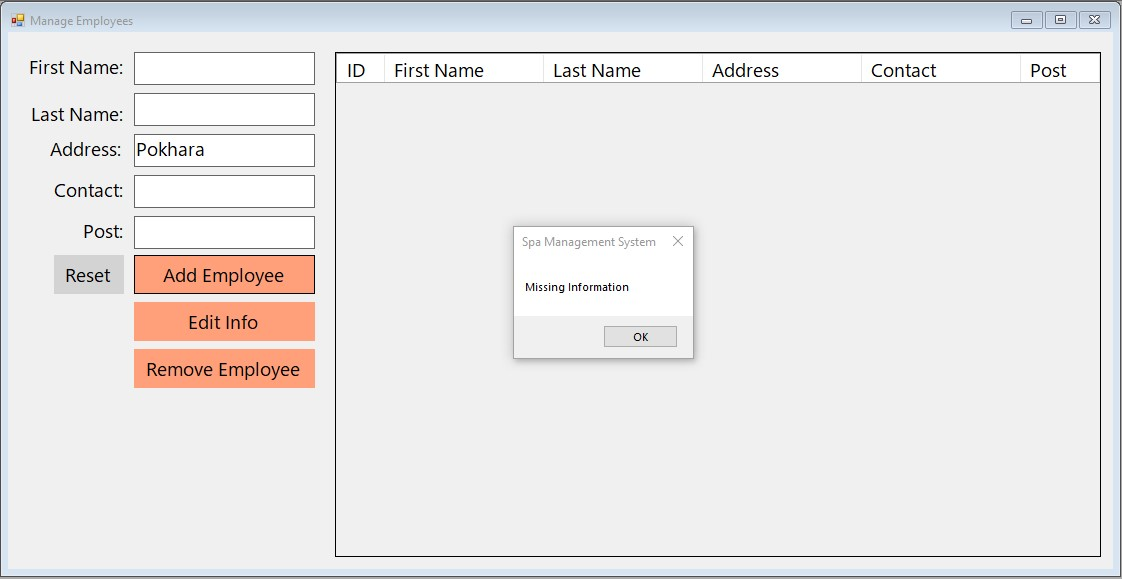 Manage Employees
First Name:
Last Name:
Address: Pokhara
Contact:
Post:
Reset
Add Employee
Edit Info
Remove Employee
ID First Name Last Name Address Contact Post
Spa Management System
Missing Information
OK